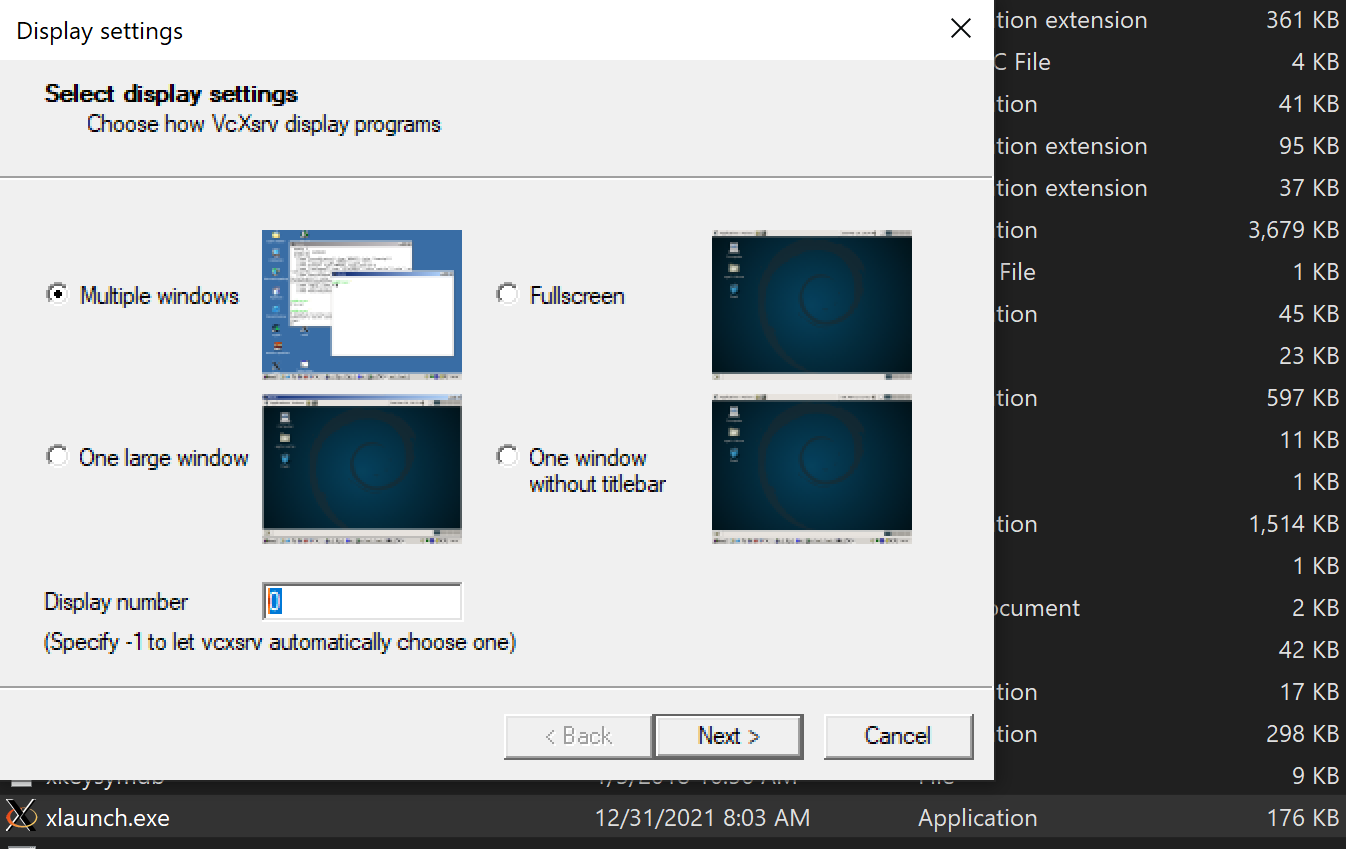 Display settings
Select display settings
Choose how VcXsrv display programs
Multiple windows
Fullscreen
One large window
One window
without titlebar
Display number
0
(Specify -1 to let vcxsrv automatically choose one)
< Back
Next >
Cancel
tion extension 361 KB
C File 4 KB
tion 41 KB
tion extension 95 KB
tion extension 37 KB
tion 3,679 KB
File 1 KB
tion 45 KB
23 KB
tion 597 KB
11 KB
1 KB
tion 1,514 KB
1 KB
ocument 2 KB
42 KB
tion 17 KB
tion 298 KB
9 KB
xlaunch.exe 12/31/2021 8:03 AM Application 176 KB